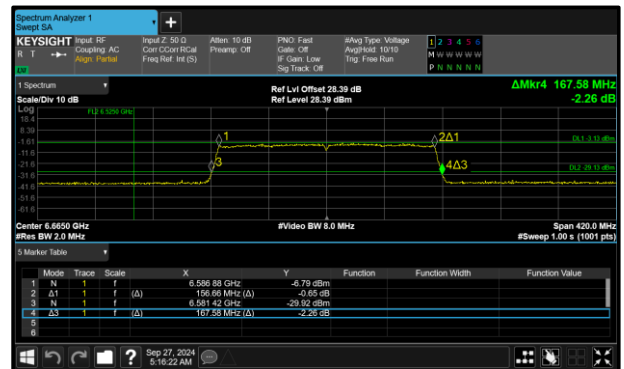 Spectrum Analyzer 1
Swept SA
+
KEYSIGHT Input: RF Input Z: 50 Ω Atten: 10 dB PNO: Fast #Avg Type: Voltage 1 2 3 4 5 6
R T Coupling: AC Corr CCorr RCal Preamp: Off Gate: Off Avg|Hold: 10/10 M W W W W W
Align: Partial Freq Ref: Int (S) IF Gain: Low Trig: Free Run P N N N N N
Sig Track: Off
1 Spectrum Ref Lvl Offset 28.39 dB ΔMkr4 167.58 MHz
Scale/Div 10 dB Ref Level 28.39 dBm -2.26 dB
Log
18.4 FL2 6.5250 GHz
8.39
-1.61 1 2Δ1 DL1 -3.13 dBm
-11.6
-21.6 3 4Δ3 DL2 -29.13 dBm
-31.6
-41.6
-51.6
-61.6
Center 6.6650 GHz #Video BW 8.0 MHz Span 420.0 MHz
#Res BW 2.0 MHz #Sweep 1.00 s (1001 pts)
5 Marker Table
Mode Trace Scale X Y Function Function Width Function Value
1 N 1 f 6.586 88 GHz -6.79 dBm
2 Δ1 1 f (Δ) 156.66 MHz (Δ) -0.65 dB
3 N 1 f 6.581 42 GHz -29.92 dBm
4 Δ3 1 f (Δ) 167.58 MHz (Δ) -2.26 dB
5
6
? Sep 27, 2024
5:16:22 AM